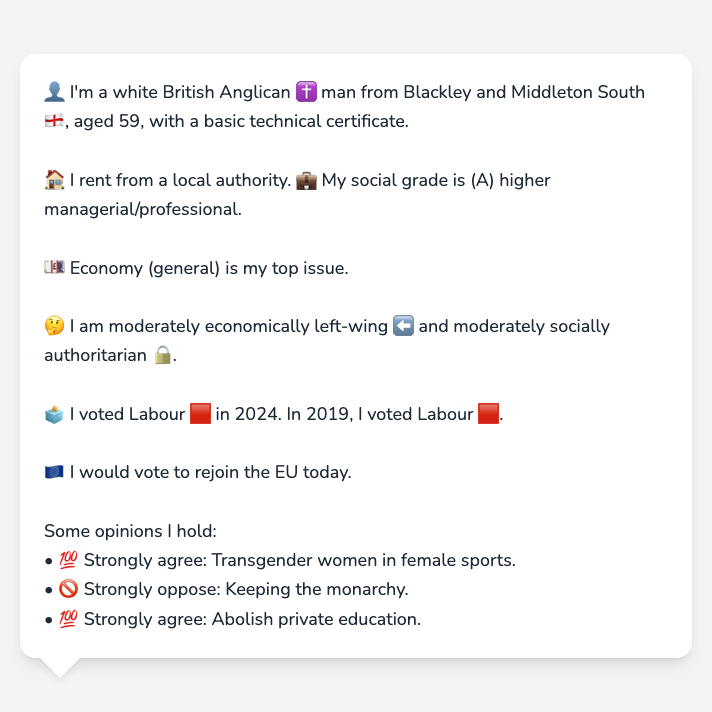 👤 I'm a white British Anglican ✝️ man from Blackley and Middleton South
🏴󠁧󠁢󠁥󠁮󠁧󠁿, aged 59, with a basic technical certificate.
🏠 I rent from a local authority. 💼 My social grade is (A) higher
managerial/professional.
💷 Economy (general) is my top issue.
🤔 I am moderately economically left-wing ⬅️ and moderately socially
authoritarian 🔒.
🗳️ I voted Labour 🟥 in 2024. In 2019, I voted Labour 🟥.
🇪🇺 I would vote to rejoin the EU today.
Some opinions I hold:
• 💯 Strongly agree: Transgender women in female sports.
• 🚫 Strongly oppose: Keeping the monarchy.
• 💯 Strongly agree: Abolish private education.